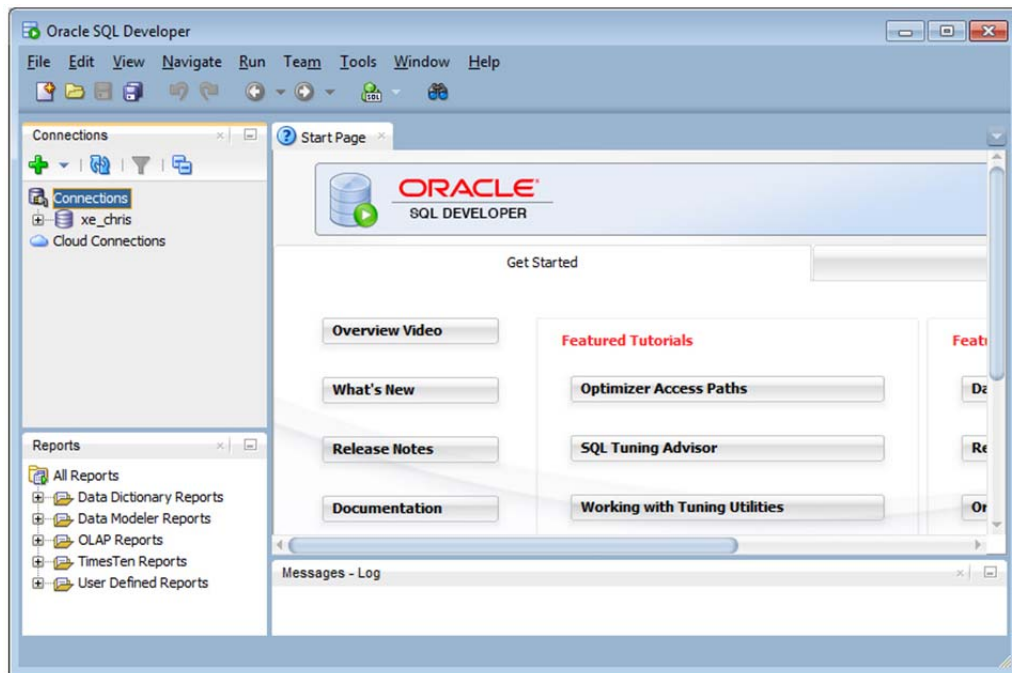 Oracle SQL Developer
File Edit View Navigate Run Team Tools Window Help
SQL
Connections
Connections
xe_chris
Cloud Connections
Reports
All Reports
Data Dictionary Reports
Data Modeler Reports
OLAP Reports
TimesTen Reports
User Defined Reports
Start Page
ORACLE
SQL DEVELOPER
Get Started
Overview Video
What's New
Release Notes
Documentation
Featured Tutorials
Optimizer Access Paths
SQL Tuning Advisor
Working with Tuning Utilities
Messages - Log